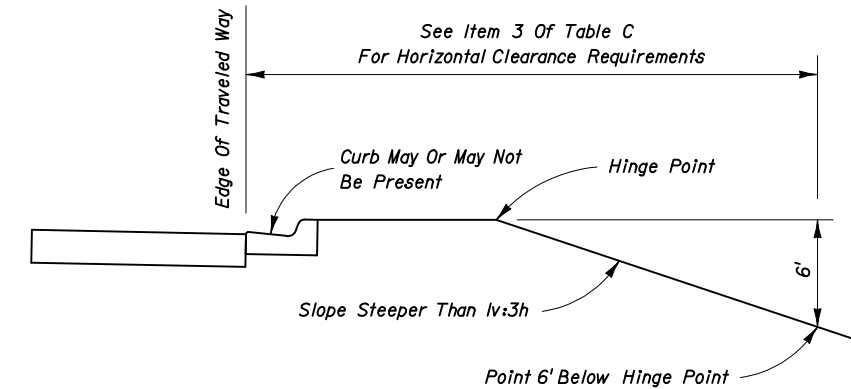 See Item 3 Of Table C
For Horizontal Clearance Requirements
Edge Of Traveled Way
Curb May Or May Not
Be Present
Hinge Point
6'
Slope Steeper Than 1v:3h
Point 6' Below Hinge Point